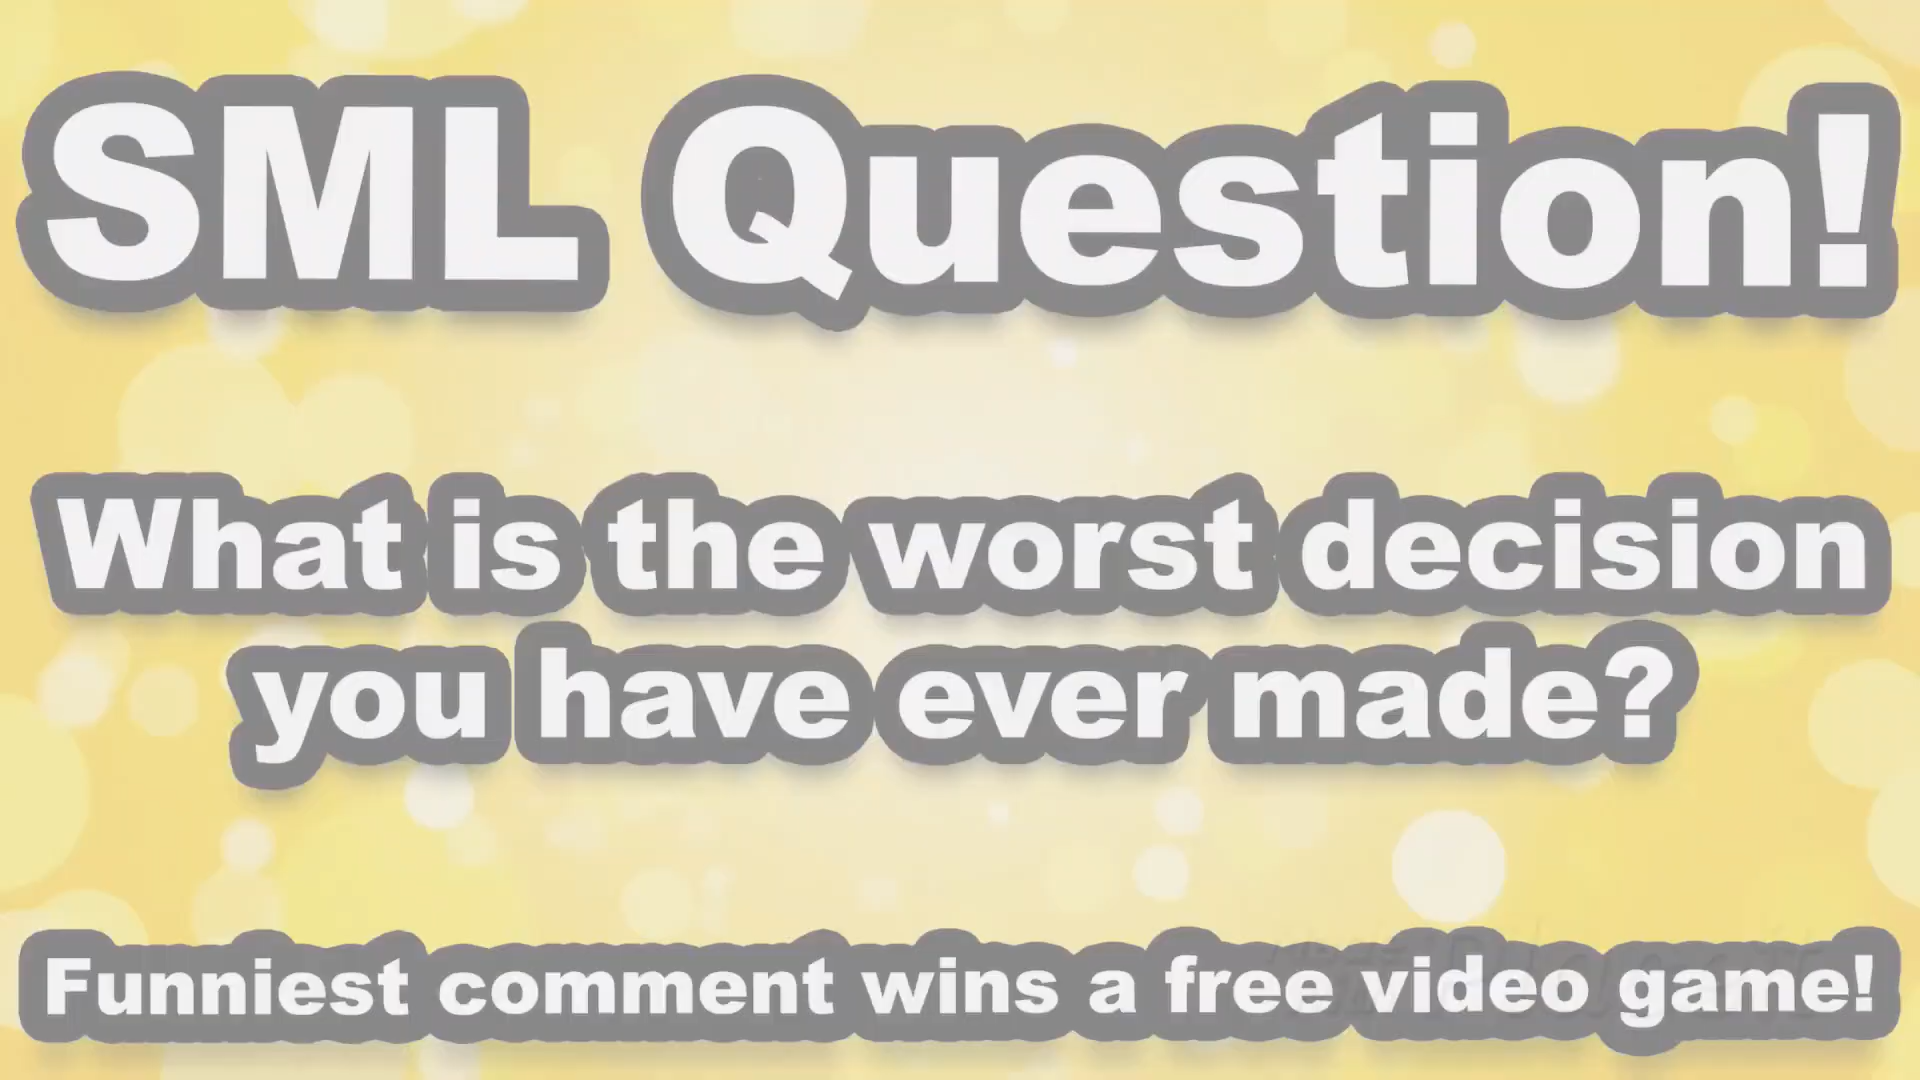 SML Question!
What is the worst decision
you have ever made?
Funniest comment wins a free video game!